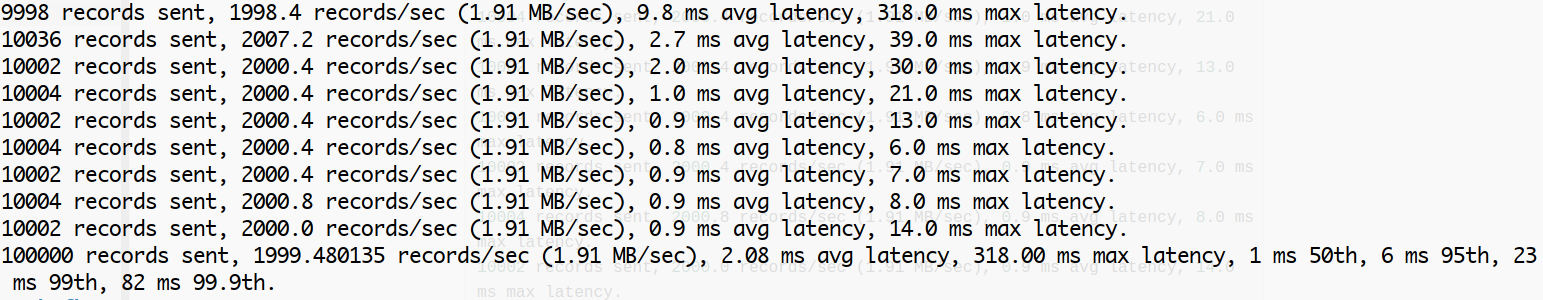 9998 records sent, 1998.4 records/sec (1.91 MB/sec), 9.8 ms avg latency, 318.0 ms max latency.
10036 records sent, 2007.2 records/sec (1.91 MB/sec), 2.7 ms avg latency, 39.0 ms max latency.
10002 records sent, 2000.4 records/sec (1.91 MB/sec), 2.0 ms avg latency, 30.0 ms max latency.
10004 records sent, 2000.4 records/sec (1.91 MB/sec), 1.0 ms avg latency, 21.0 ms max latency.
10002 records sent, 2000.4 records/sec (1.91 MB/sec), 0.9 ms avg latency, 13.0 ms max latency.
10004 records sent, 2000.4 records/sec (1.91 MB/sec), 0.8 ms avg latency, 6.0 ms max latency.
10002 records sent, 2000.4 records/sec (1.91 MB/sec), 0.9 ms avg latency, 7.0 ms max latency.
10004 records sent, 2000.8 records/sec (1.91 MB/sec), 0.9 ms avg latency, 8.0 ms max latency.
10002 records sent, 2000.0 records/sec (1.91 MB/sec), 0.9 ms avg latency, 14.0 ms max latency.
100000 records sent, 1999.480135 records/sec (1.91 MB/sec), 2.08 ms avg latency, 318.00 ms max latency, 1 ms 50th, 6 ms 95th, 23
ms 99th, 82 ms 99.9th.